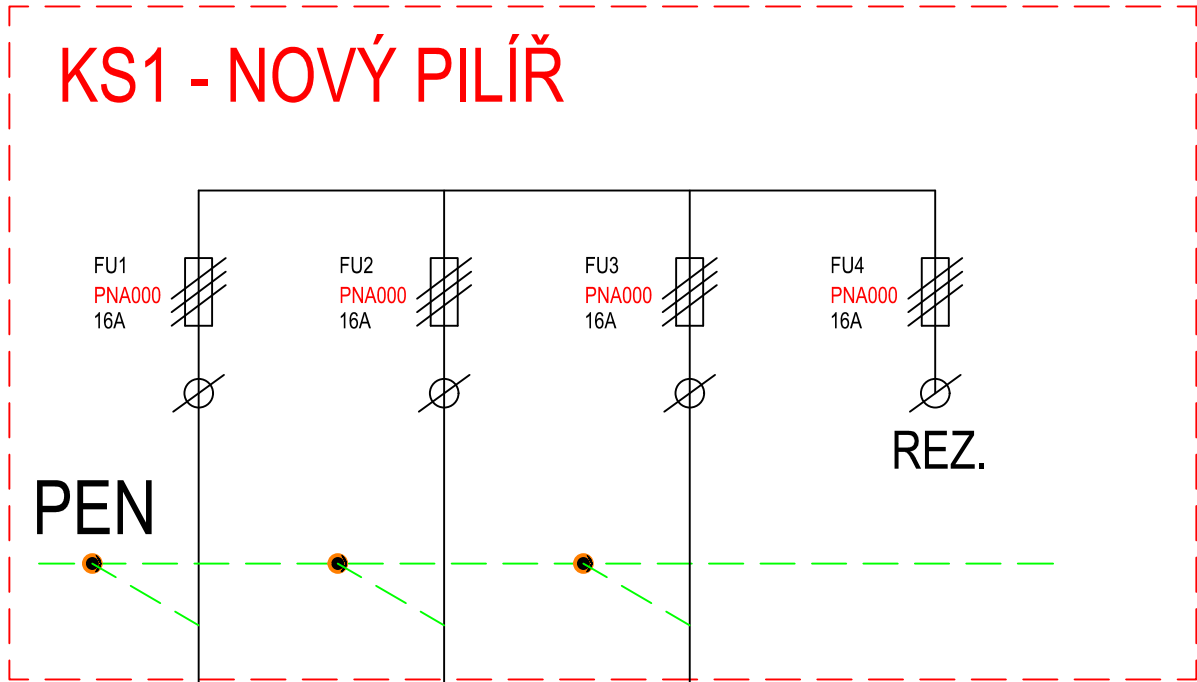 KS1 - NOVÝ PILÍŘ
FU1
PNA000
16A
FU2
PNA000
16A
FU3
PNA000
16A
FU4
PNA000
16A
REZ.
PEN